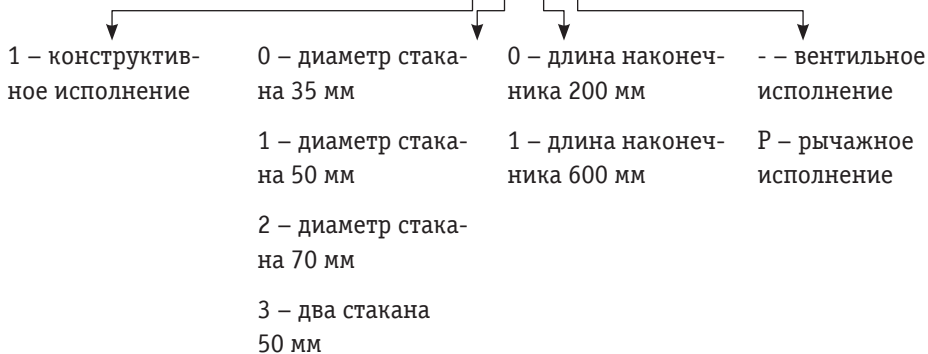 1 – конструктив-
ное исполнение
0 – диаметр стака-
на 35 мм
1 – диаметр стака-
на 50 мм
2 – диаметр стака-
на 70 мм
3 – два стакана
50 мм
0 – длина наконеч-
ника 200 мм
1 – длина наконеч-
ника 600 мм
- – вентильное
исполнение
Р – рычажное
исполнение